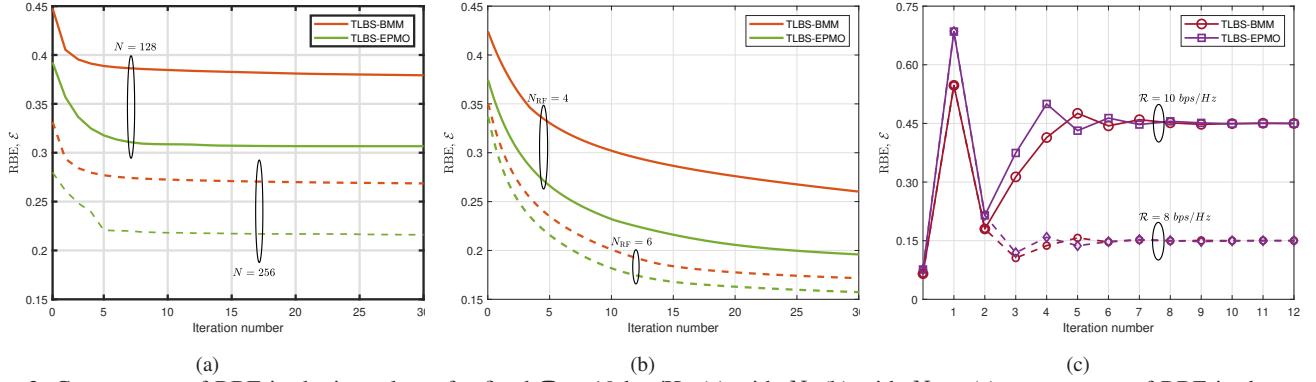 0.45
0.4
0.35
0.3
0.25
0.2
0.15
RBE, ℰ
0 5 10 15 20 25 30
Iteration number
TLBS-BMM
TLBS-EPMO
N = 128
N = 256
(a)
0.45
0.4
0.35
0.3
0.25
0.2
0.15
RBE, ℰ
0 5 10 15 20 25 30
Iteration number
TLBS-BMM
TLBS-EPMO
N_RF = 4
N_RF = 6
(b)
0.75
0.60
0.45
0.30
0.15
0
RBE, ℰ
1 2 3 4 5 6 7 8 9 10 11 12
Iteration number
TLBS-BMM
TLBS-EPMO
ℛ = 10 bps/Hz
ℛ = 8 bps/Hz
(c)